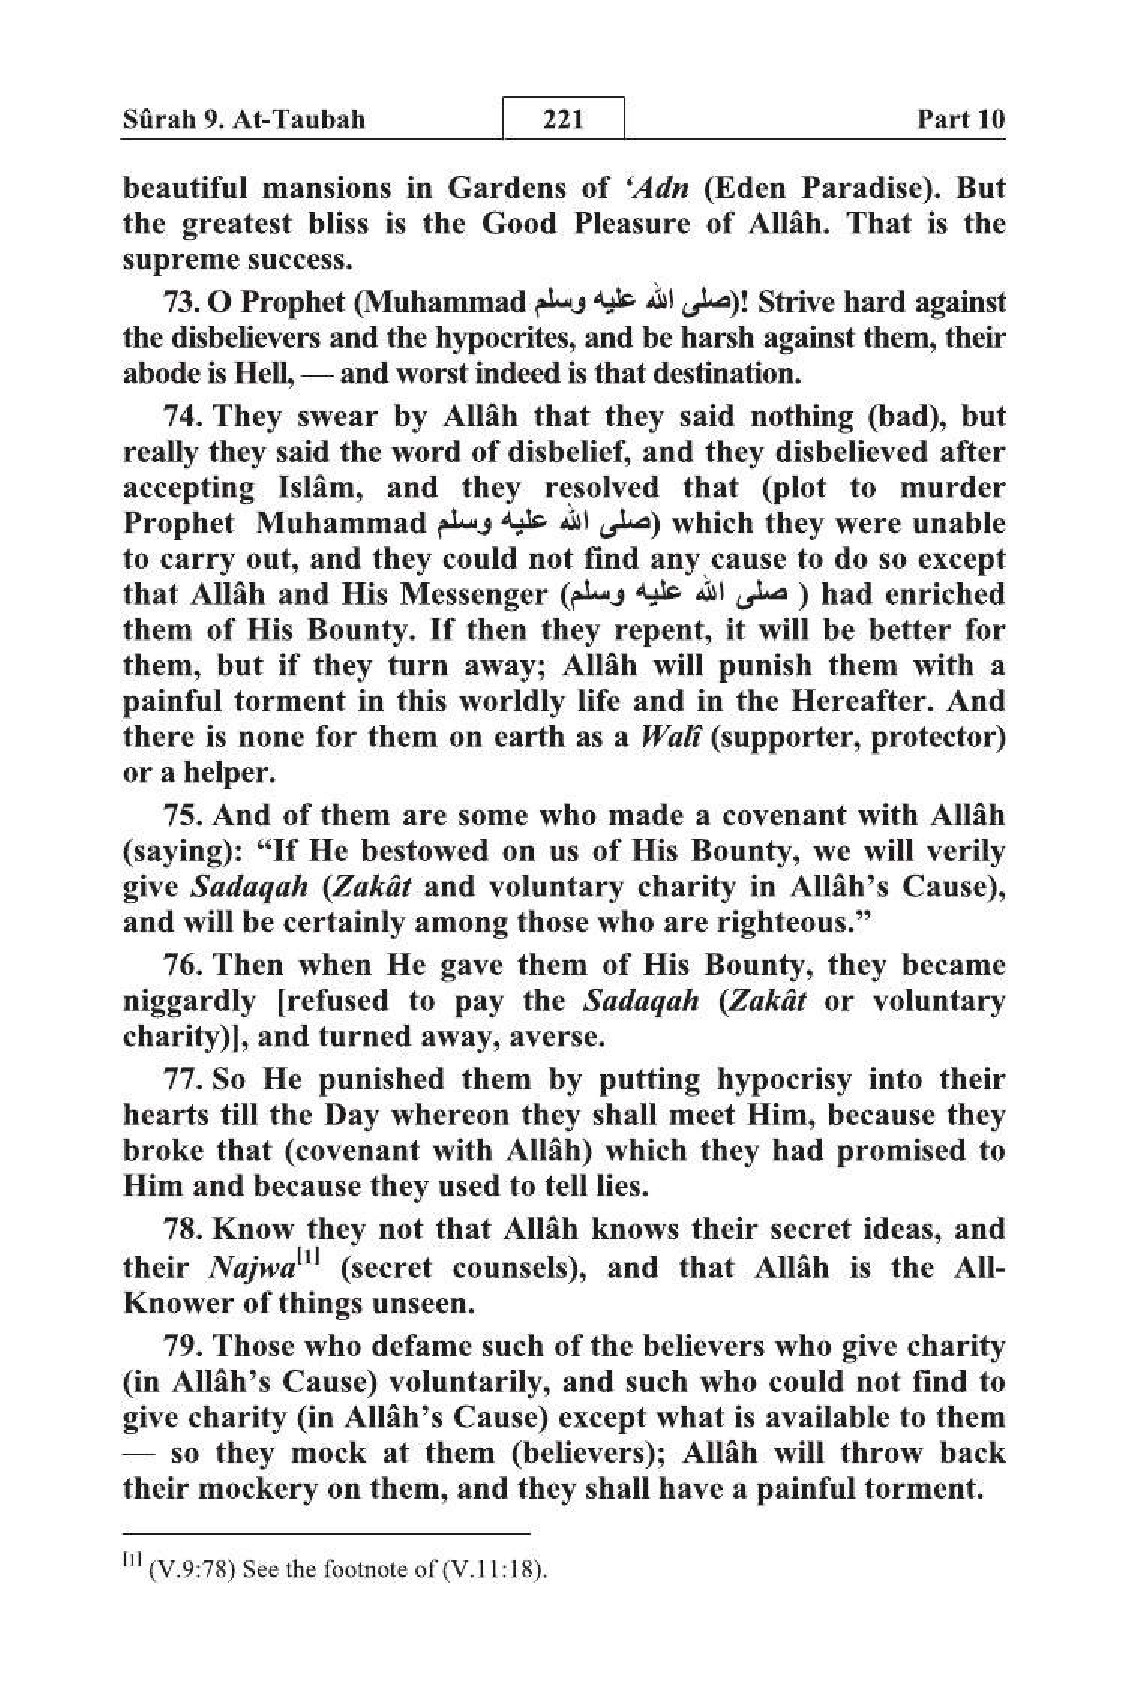 Sûrah 9. At-Taubah 221 Part 10
beautiful mansions in Gardens of ‘Adn (Eden Paradise). But
the greatest bliss is the Good Pleasure of Allâh. That is the
supreme success.
73. O Prophet (Muhammad صلى الله عليه وسلم)! Strive hard against
the disbelievers and the hypocrites, and be harsh against them, their
abode is Hell, — and worst indeed is that destination.
74. They swear by Allâh that they said nothing (bad), but
really they said the word of disbelief, and they disbelieved after
accepting Islâm, and they resolved that (plot to murder
Prophet Muhammad صلى الله عليه وسلم) which they were unable
to carry out, and they could not find any cause to do so except
that Allâh and His Messenger (صلى الله عليه وسلم ) had enriched
them of His Bounty. If then they repent, it will be better for
them, but if they turn away; Allâh will punish them with a
painful torment in this worldly life and in the Hereafter. And
there is none for them on earth as a Walî (supporter, protector)
or a helper.
75. And of them are some who made a covenant with Allâh
(saying): “If He bestowed on us of His Bounty, we will verily
give Sadaqah (Zakât and voluntary charity in Allâh’s Cause),
and will be certainly among those who are righteous.”
76. Then when He gave them of His Bounty, they became
niggardly [refused to pay the Sadaqah (Zakât or voluntary
charity)], and turned away, averse.
77. So He punished them by putting hypocrisy into their
hearts till the Day whereon they shall meet Him, because they
broke that (covenant with Allâh) which they had promised to
Him and because they used to tell lies.
78. Know they not that Allâh knows their secret ideas, and
their Najwa[1] (secret counsels), and that Allâh is the All-
Knower of things unseen.
79. Those who defame such of the believers who give charity
(in Allâh’s Cause) voluntarily, and such who could not find to
give charity (in Allâh’s Cause) except what is available to them
— so they mock at them (believers); Allâh will throw back
their mockery on them, and they shall have a painful torment.
[1] (V.9:78) See the footnote of (V.11:18).